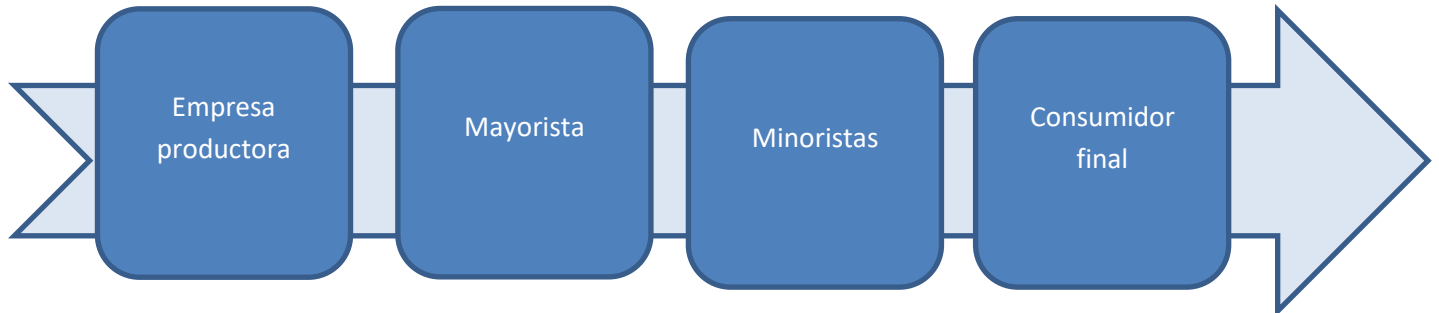 Empresa
productora
Mayorista
Minoristas
Consumidor
final